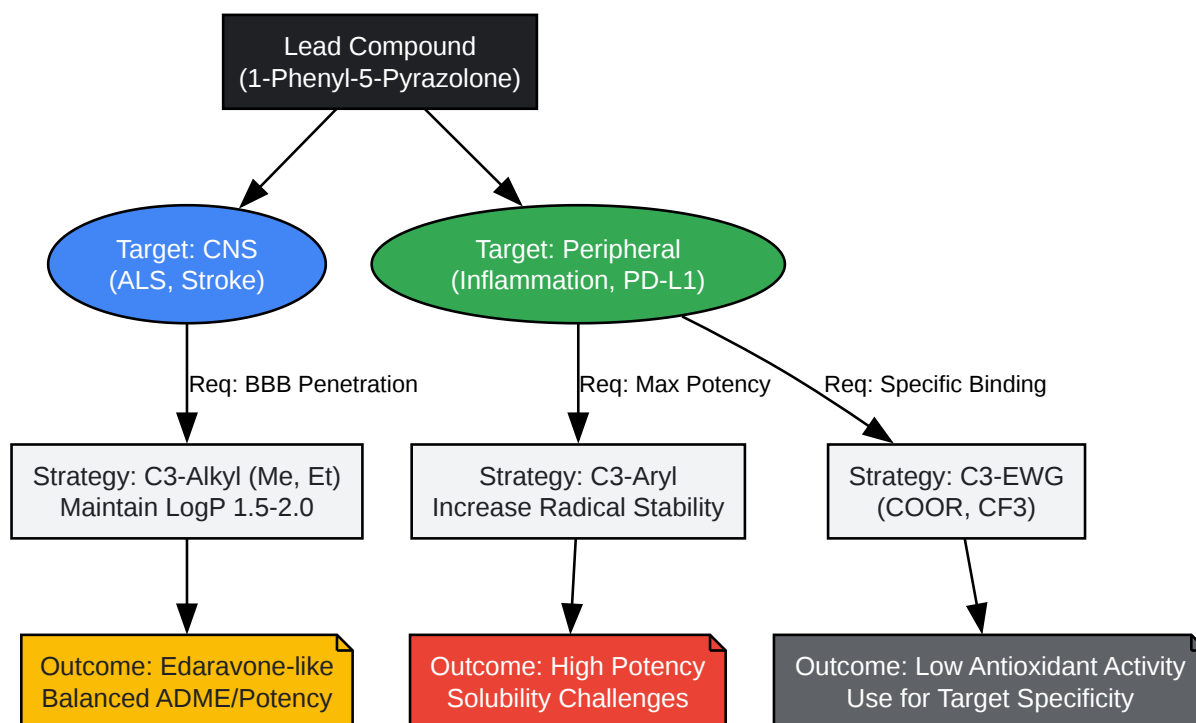 Lead Compound
(1-Phenyl-5-Pyrazolone)
Target: CNS
(ALS, Stroke)
Target: Peripheral
(Inflammation, PD-L1)
Req: BBB Penetration
Req: Max Potency
Req: Specific Binding
Strategy: C3-Alkyl (Me, Et)
Maintain LogP 1.5-2.0
Strategy: C3-Aryl
Increase Radical Stability
Strategy: C3-EWG
(COOR, CF3)
Outcome: Edaravone-like
Balanced ADME/Potency
Outcome: High Potency
Solubility Challenges
Outcome: Low Antioxidant Activity
Use for Target Specificity